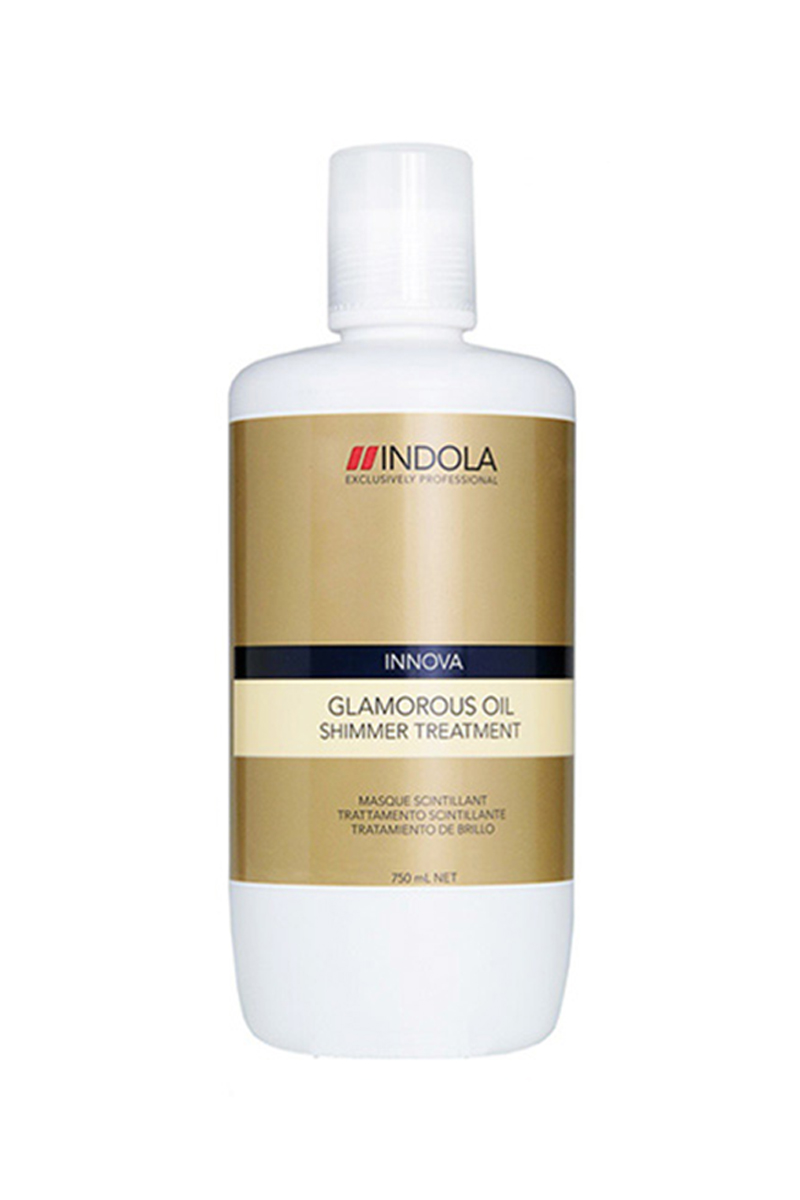 INDOLA
EXCLUSIVELY PROFESSIONAL
INNOVA
GLAMOROUS OIL
SHIMMER TREATMENT
MASQUE SCINTILLANT
TRATTAMENTO SCINTILLANTE
TRATAMIENTO DE BRILLO
750 mL NET